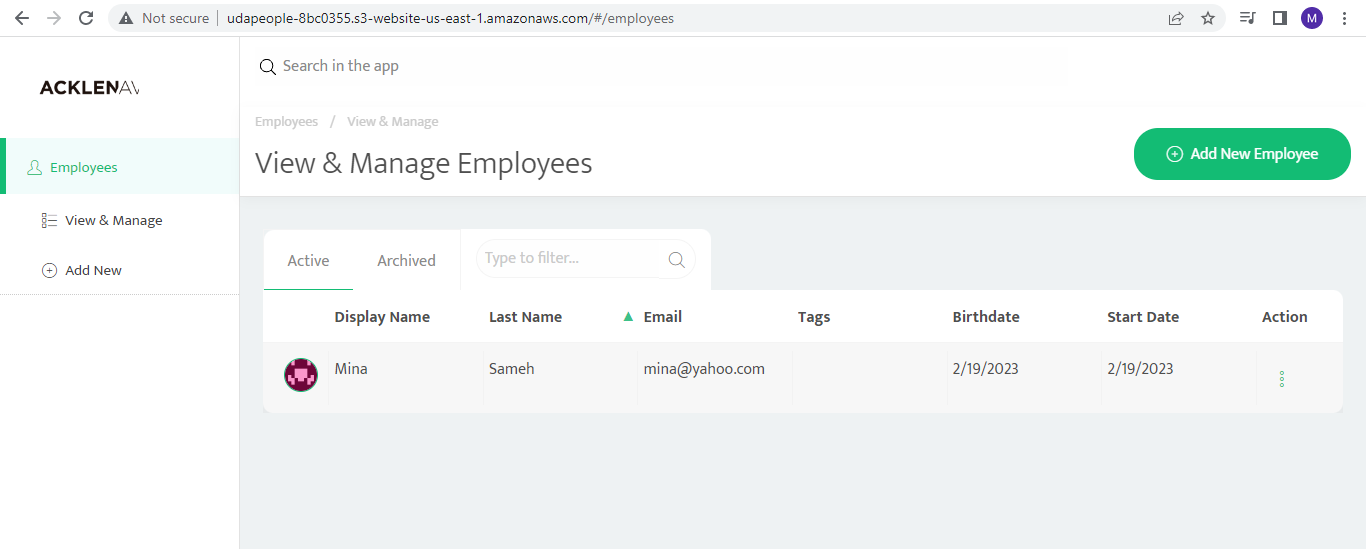 Not secure udapeople-8bc0355.s3-website-us-east-1.amazonaws.com/#/employees
M
ACKLENAV
Search in the app
Employees / View & Manage
View & Manage Employees
Add New Employee
Employees
View & Manage
Add New
Active Archived Type to filter...
Display Name Last Name Email Tags Birthdate Start Date Action
Mina Sameh mina@yahoo.com 2/19/2023 2/19/2023